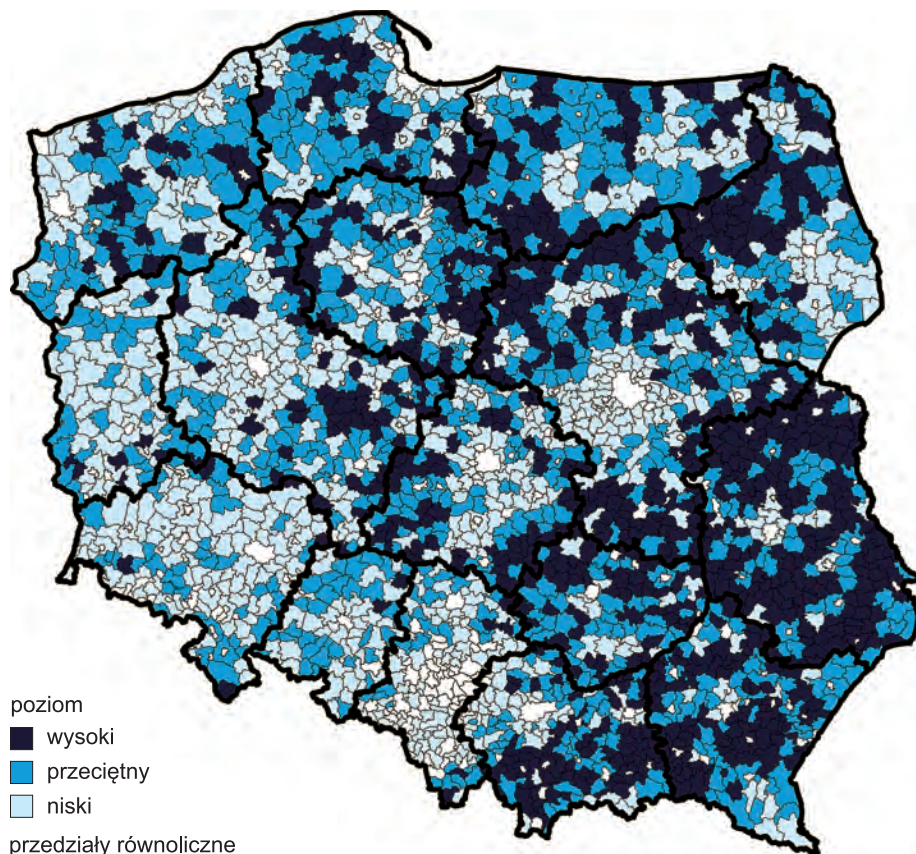 poziom
wysoki
przeciętny
niski
przedziały równoliczne